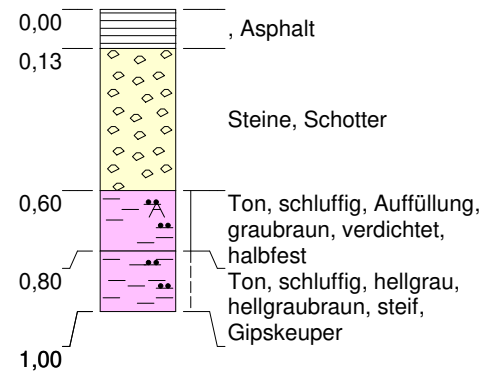 0,00
, Asphalt
0,13
Steine, Schotter
0,60
Ton, schluffig, Auffüllung,
graubraun, verdichtet,
halbfest
0,80
Ton, schluffig, hellgrau,
hellgraubraun, steif,
Gipskeuper
1,00